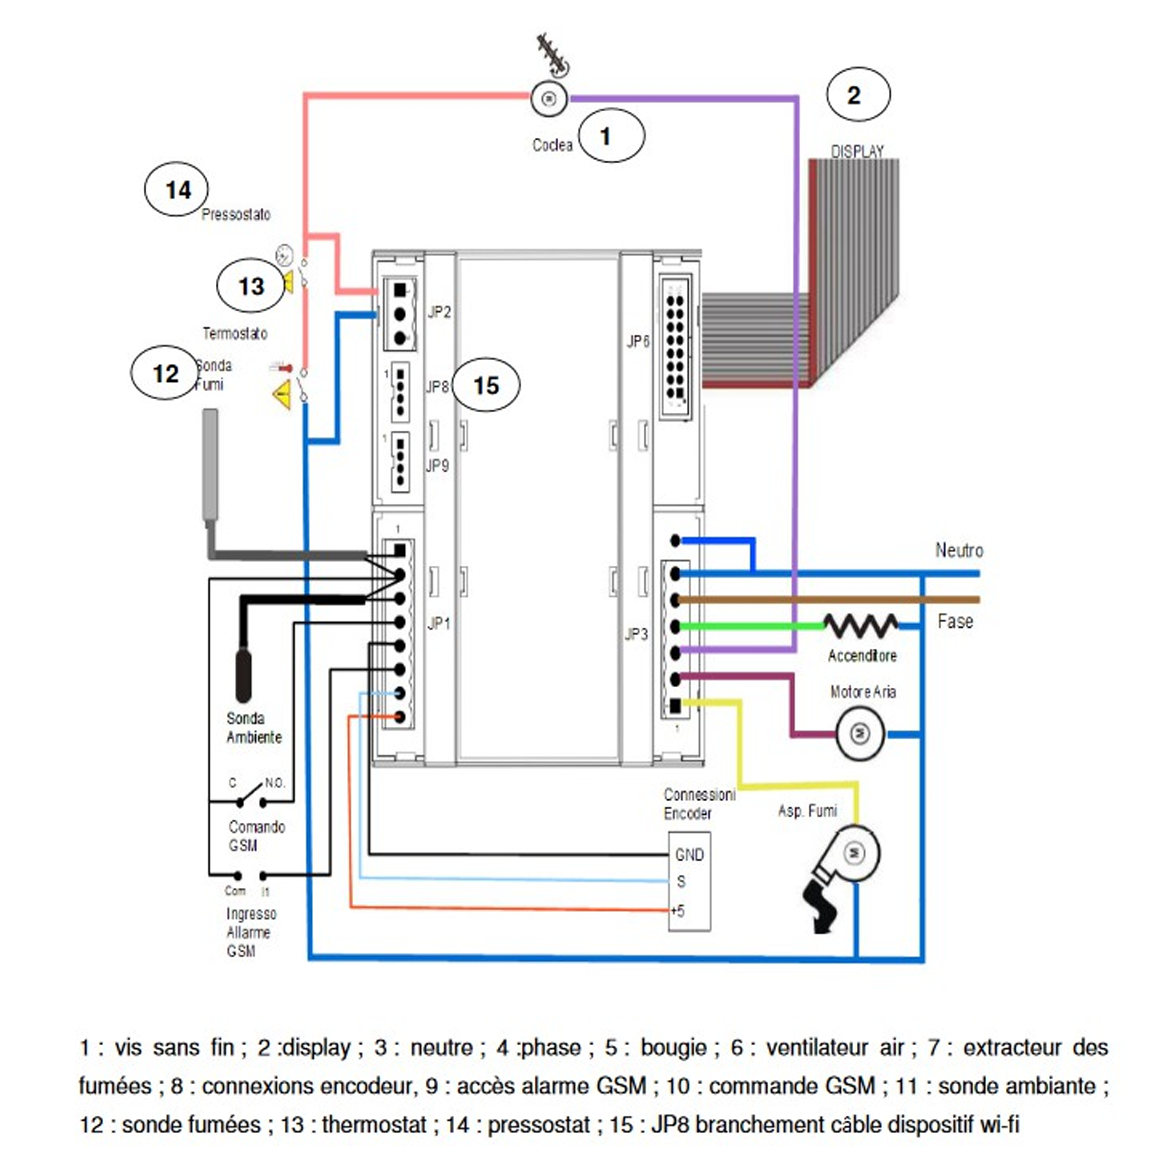 M
1
Coclea
2
DISPLAY
14
Pressostato
13
Termostato
12
Sonda
Fumi
JP2
JP8
15
JP9
JP6
1
1
1
JP1
JP3
1
Neutro
Fase
Accenditore
Motore Aria
M
Sonda
Ambiente
C
N.O.
Comando
GSM
Com
I1
Ingresso
Allarme
GSM
Connessioni
Encoder
GND
S
+5
Asp. Fumi
M
1 : vis sans fin ; 2 :display ; 3 : neutre ; 4 :phase ; 5 : bougie ; 6 : ventilateur air ; 7 : extracteur des
fumées ; 8 : connexions encodeur, 9 : accès alarme GSM ; 10 : commande GSM ; 11 : sonde ambiante ;
12 : sonde fumées ; 13 : thermostat ; 14 : pressostat ; 15 : JP8 branchement câble dispositif wi-fi